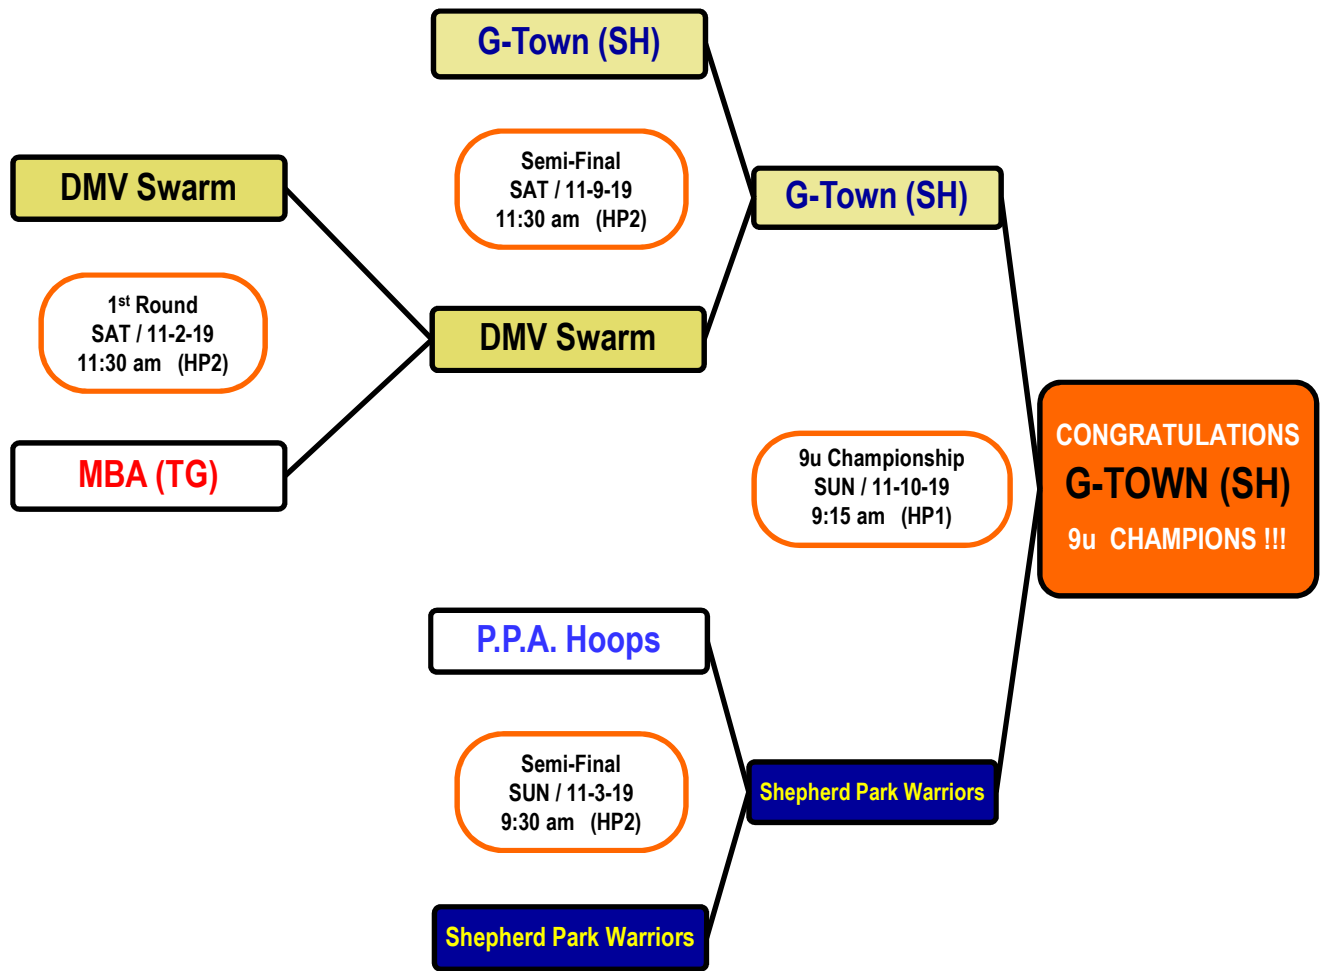 G-Town (SH)
Semi-Final
SAT / 11-9-19
11:30 am (HP2)
DMV Swarm
G-Town (SH)
1st Round
SAT / 11-2-19
11:30 am (HP2)
DMV Swarm
MBA (TG)
9u Championship
SUN / 11-10-19
9:15 am (HP1)
CONGRATULATIONS
G-TOWN (SH)
9u CHAMPIONS !!!
P.P.A. Hoops
Semi-Final
SUN / 11-3-19
9:30 am (HP2)
Shepherd Park Warriors
Shepherd Park Warriors